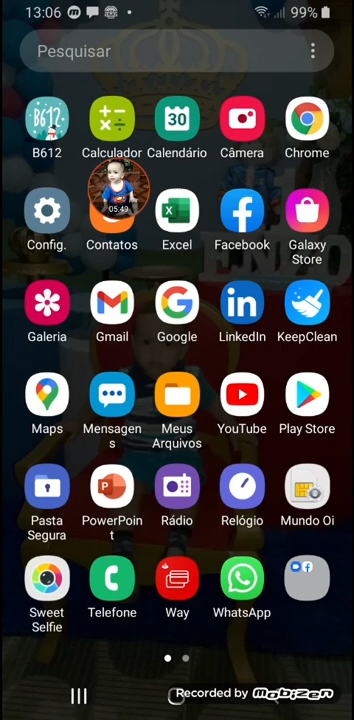 13:06 99%
Pesquisar
B612 Calculador Calendário Câmera Chrome
05:49
Config. Contatos Excel Facebook Galaxy
Store
Galeria Gmail Google LinkedIn KeepClean
Maps Mensagen Meus YouTube Play Store
s Arquivos
Pasta PowerPoin Rádio Relógio Mundo Oi
Segura t
Sweet Telefone Way WhatsApp
Selfie
Recorded by mobizen